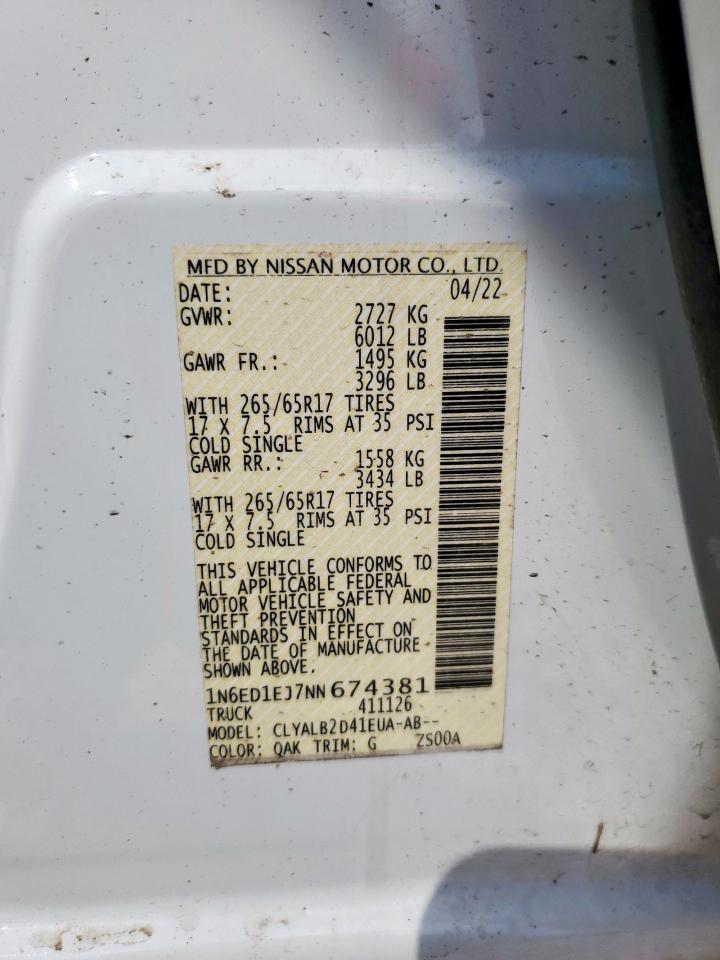 MFD BY NISSAN MOTOR CO., LTD.
DATE: 04/22
GVWR: 2727 KG
6012 LB
GAWR FR.: 1495 KG
3296 LB
WITH 265/65R17 TIRES
17 X 7.5 RIMS AT 35 PSI
COLD SINGLE
GAWR RR.: 1558 KG
3434 LB
WITH 265/65R17 TIRES
17 X 7.5 RIMS AT 35 PSI
COLD SINGLE
THIS VEHICLE CONFORMS TO
ALL APPLICABLE FEDERAL
MOTOR VEHICLE SAFETY AND
THEFT PREVENTION
STANDARDS IN EFFECT ON
THE DATE OF MANUFACTURE
SHOWN ABOVE.
1N6ED1EJ7NN674381
TRUCK 411126
MODEL: CLYALB2D41EUA-AB--
COLOR: QAK TRIM: G ZS00A